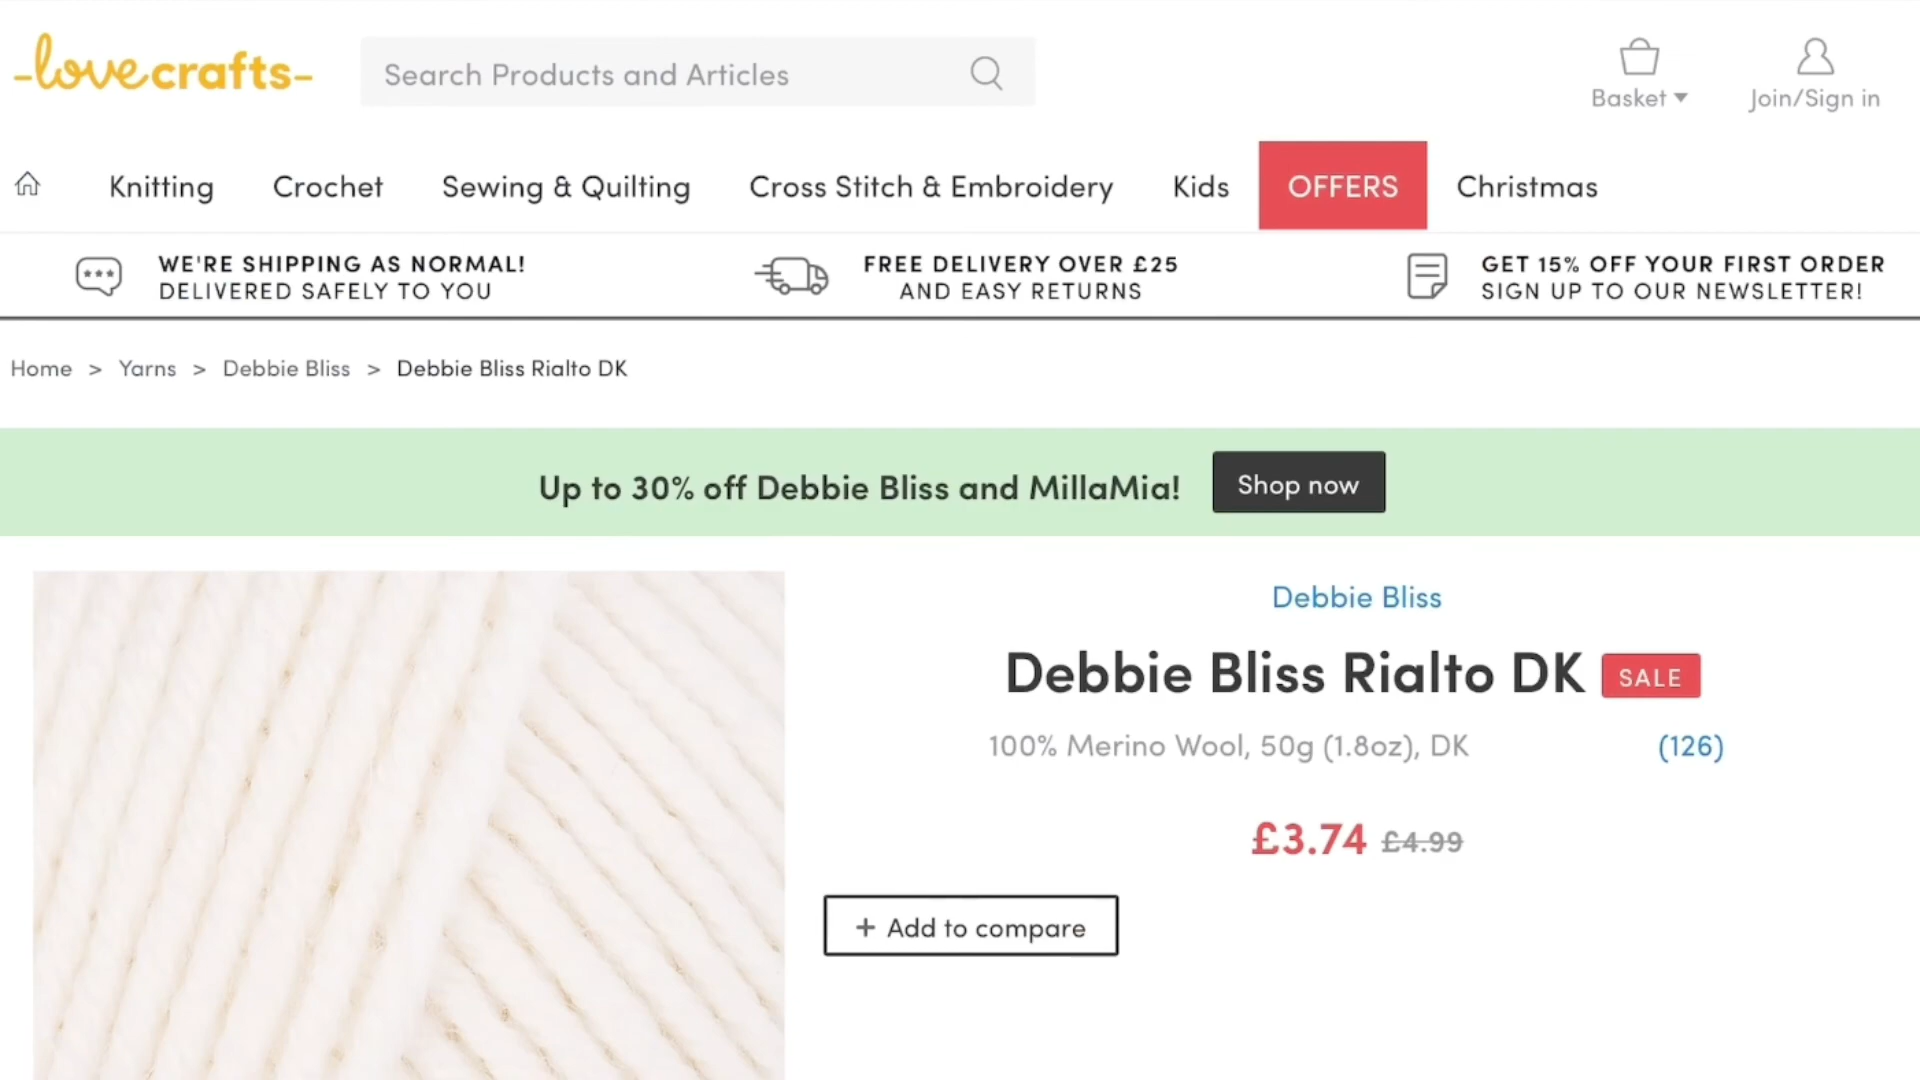 -lovecrafts-
Search Products and Articles
Basket
Join/Sign in
Knitting Crochet Sewing & Quilting Cross Stitch & Embroidery Kids OFFERS Christmas
WE'RE SHIPPING AS NORMAL!
DELIVERED SAFELY TO YOU
FREE DELIVERY OVER £25
AND EASY RETURNS
GET 15% OFF YOUR FIRST ORDER
SIGN UP TO OUR NEWSLETTER!
Home > Yarns > Debbie Bliss > Debbie Bliss Rialto DK
Up to 30% off Debbie Bliss and MillaMia! Shop now
Debbie Bliss
Debbie Bliss Rialto DK SALE
100% Merino Wool, 50g (1.8oz), DK (126)
£3.74 £4.99
+ Add to compare